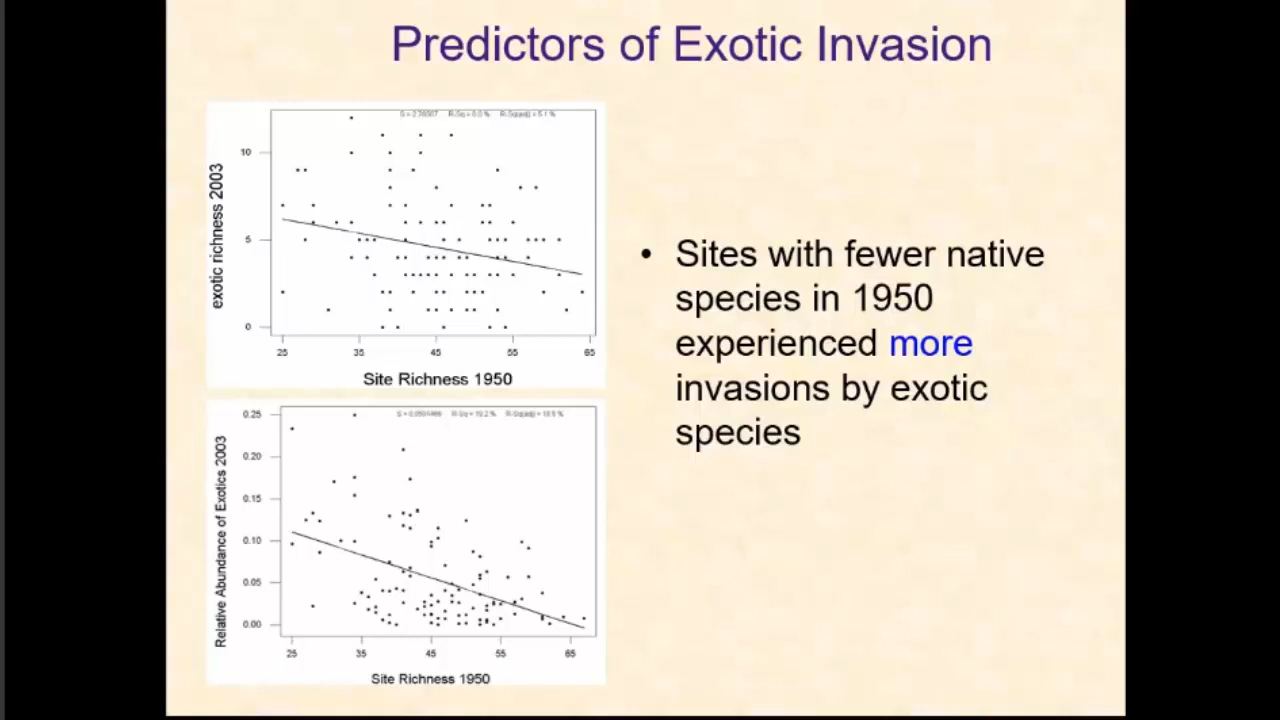 Predictors of Exotic Invasion
exotic richness 2003
10
5
0
25 35 45 55 65
Site Richness 1950
Relative Abundance of Exotics 2003
0.25
0.20
0.15
0.10
0.05
0.00
25 35 45 55 65
Site Richness 1950
• Sites with fewer native
species in 1950
experienced more
invasions by exotic
species